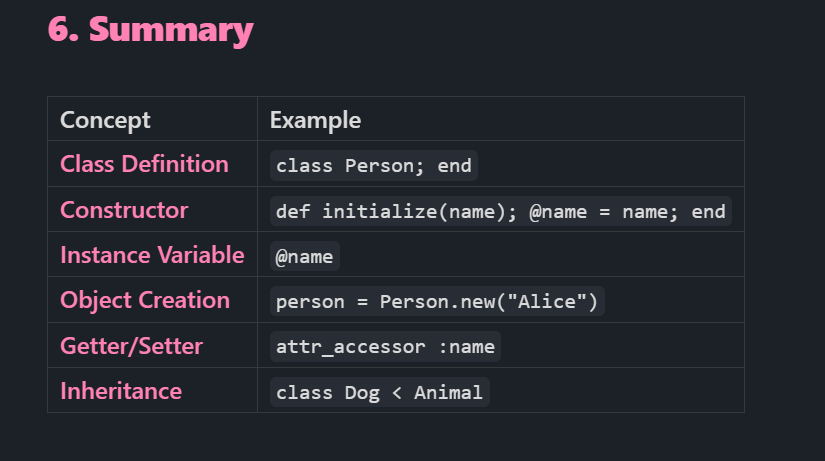 6. Summary
Concept Example
Class Definition class Person; end
Constructor def initialize(name); @name = name; end
Instance Variable @name
Object Creation person = Person.new("Alice")
Getter/Setter attr_accessor :name
Inheritance class Dog < Animal